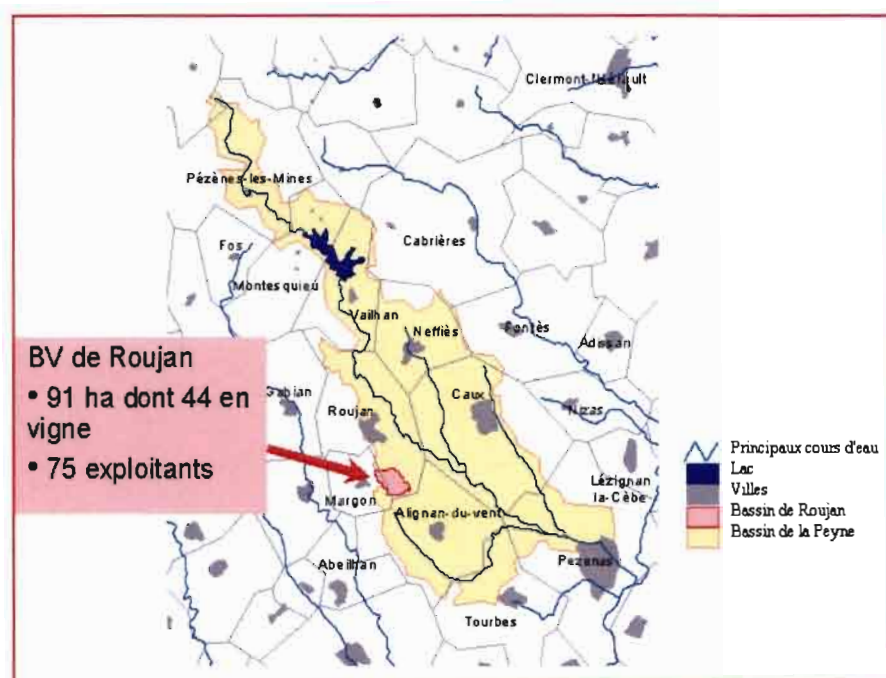 Clermont-l'Hérault
Pézènes-les-Mines
Cabrières
Fos
Montesquieu
Vailhan
Neffiès
Fontès
Adissan
BV de Roujan
• 91 ha dont 44 en
vigne
• 75 exploitants
Gabian
Roujan
Caux
Nizas
Margon
Lézignan
la-Cèbe
Alignan-du-vent
Abeilhan
Pezenas
Tourbes
Principaux cours d'eau
Lac
Villes
Bassin de Roujan
Bassin de la Peyne